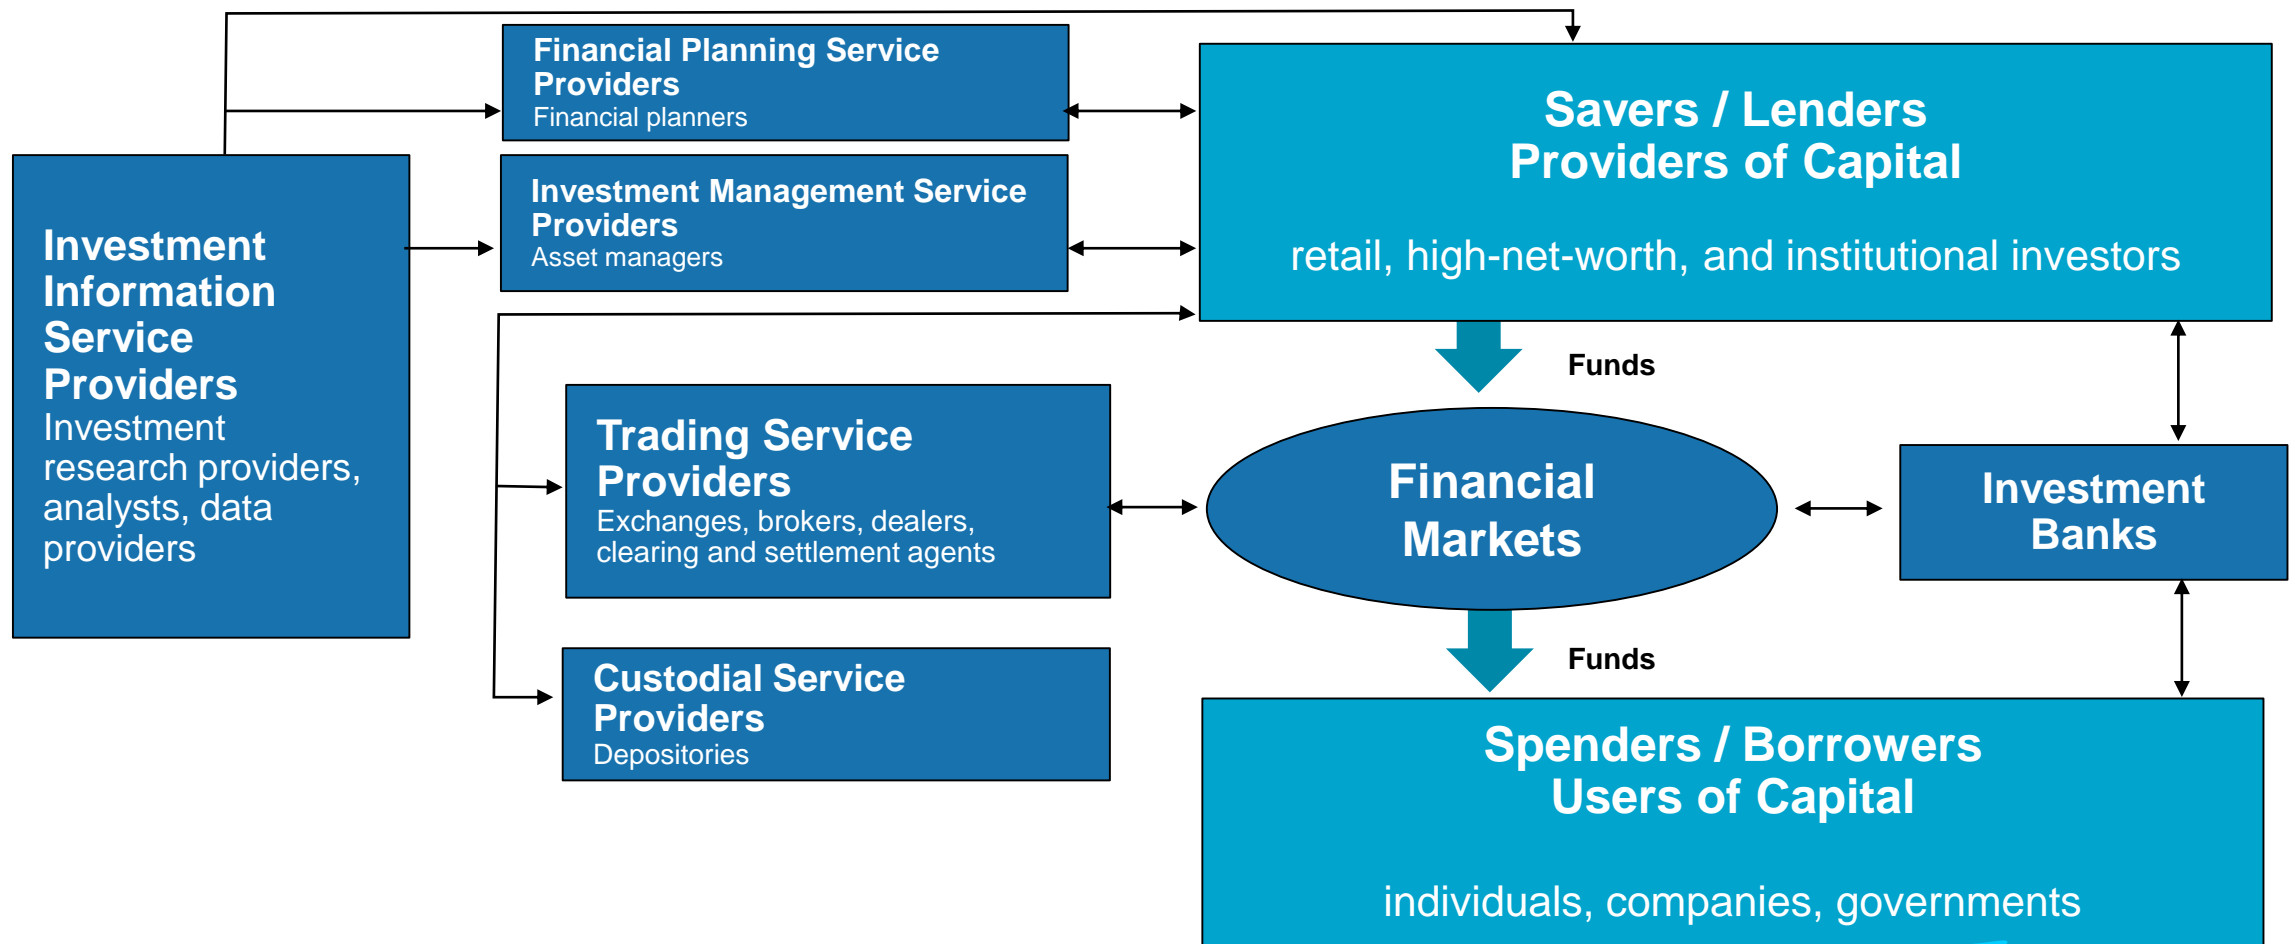 Financial Planning Service
Providers
Financial planners
Savers / Lenders
Providers of Capital
retail, high-net-worth, and institutional investors
Investment Management Service
Providers
Asset managers
Investment
Information
Service
Providers
Investment
research providers,
analysts, data
providers
Funds
Trading Service
Providers
Exchanges, brokers, dealers,
clearing and settlement agents
Financial
Markets
Investment
Banks
Funds
Custodial Service
Providers
Depositories
Spenders / Borrowers
Users of Capital
individuals, companies, governments